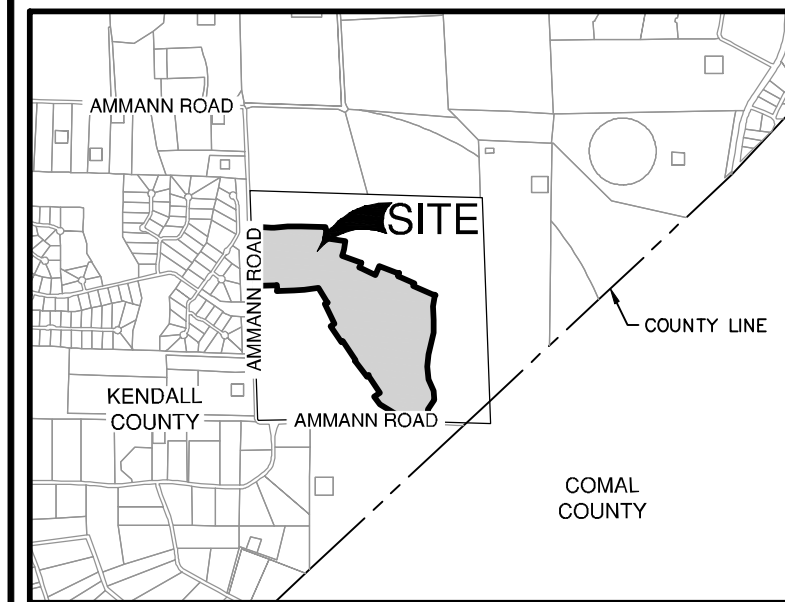 AMMANN ROAD
SITE
AMMANN ROAD
COUNTY LINE
KENDALL
COUNTY
AMMANN ROAD
COMAL
COUNTY